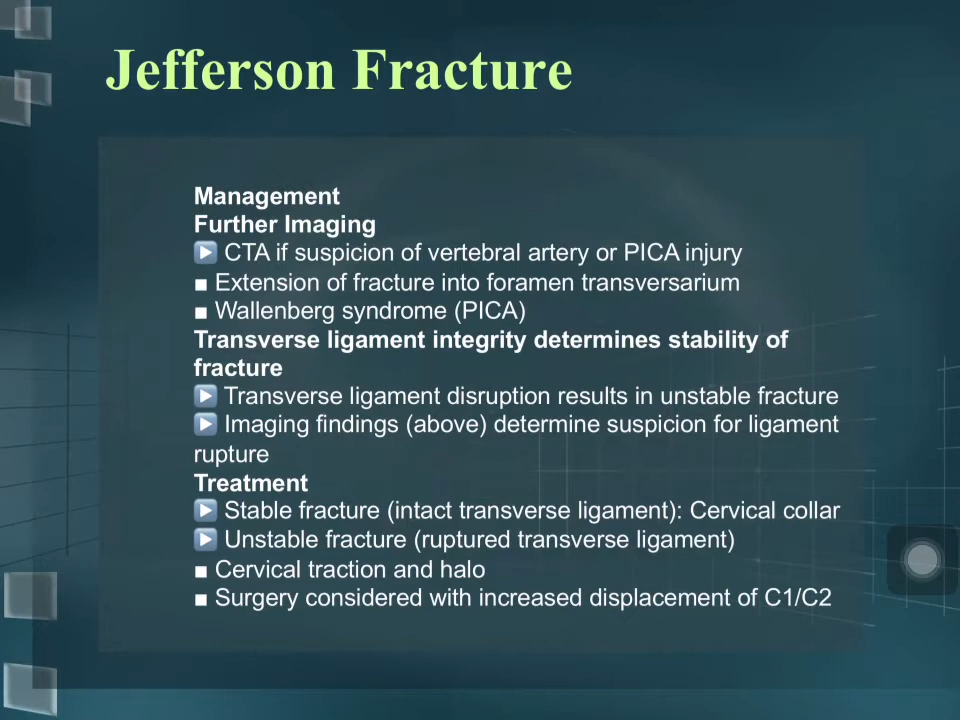 Jefferson Fracture
Management
Further Imaging
▶ CTA if suspicion of vertebral artery or PICA injury
■ Extension of fracture into foramen transversarium
■ Wallenberg syndrome (PICA)
Transverse ligament integrity determines stability of
fracture
▶ Transverse ligament disruption results in unstable fracture
▶ Imaging findings (above) determine suspicion for ligament
rupture
Treatment
▶ Stable fracture (intact transverse ligament): Cervical collar
▶ Unstable fracture (ruptured transverse ligament)
■ Cervical traction and halo
■ Surgery considered with increased displacement of C1/C2